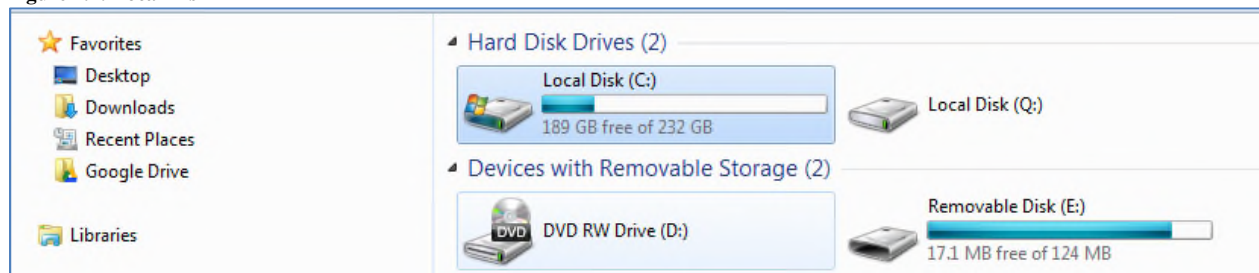 Favorites
Desktop
Downloads
Recent Places
Google Drive
Libraries
Hard Disk Drives (2)
Local Disk (C:)
189 GB free of 232 GB
Local Disk (Q:)
Devices with Removable Storage (2)
DVD
DVD RW Drive (D:)
Removable Disk (E:)
17.1 MB free of 124 MB